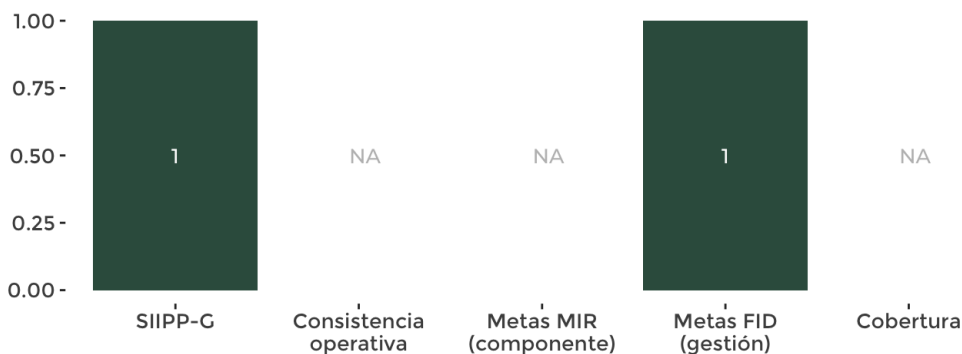 1.00
0.75
0.50
0.25
0.00
1
NA
NA
1
NA
SIIPP-G
Consistencia
operativa
Metas MIR
(componente)
Metas FID
(gestión)
Cobertura